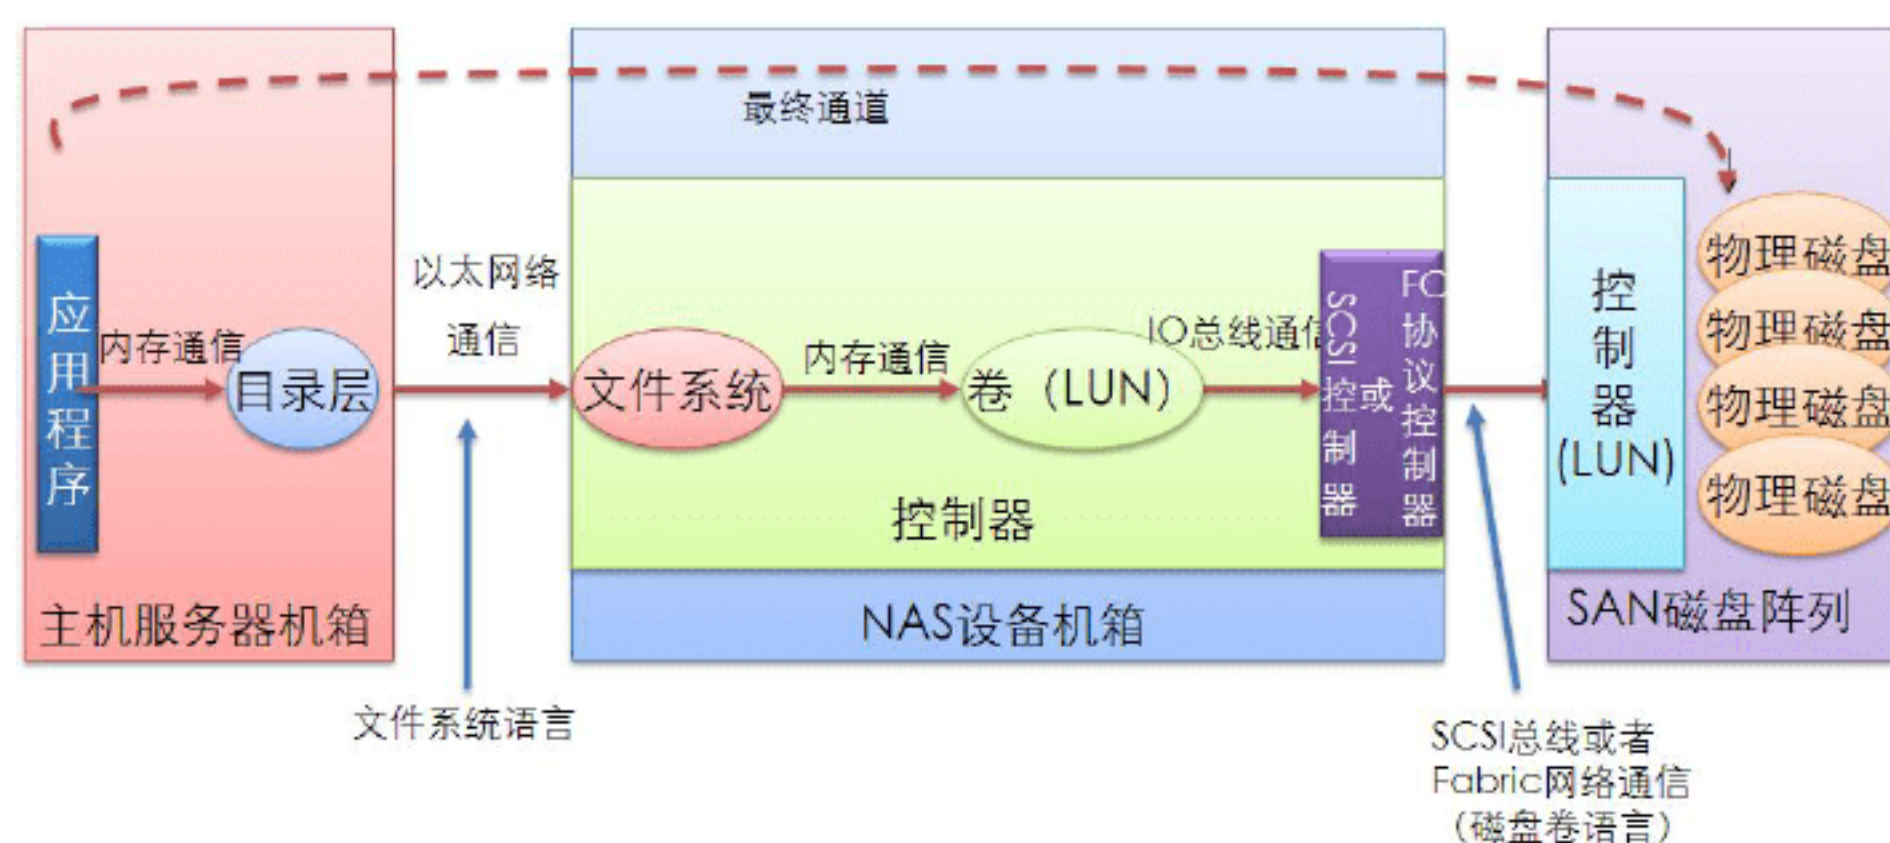 最终通道
应用程序
内存通信
目录层
以太网络
通信
文件系统
内存通信
卷（LUN）
IO总线通信
SCSI控制器
或
FC协议控制器
控制器
控制器
(LUN)
物理磁盘
物理磁盘
物理磁盘
物理磁盘
主机服务器机箱
NAS设备机箱
SAN磁盘阵列
文件系统语言
SCSI总线或者
Fabric网络通信
（磁盘卷语言）